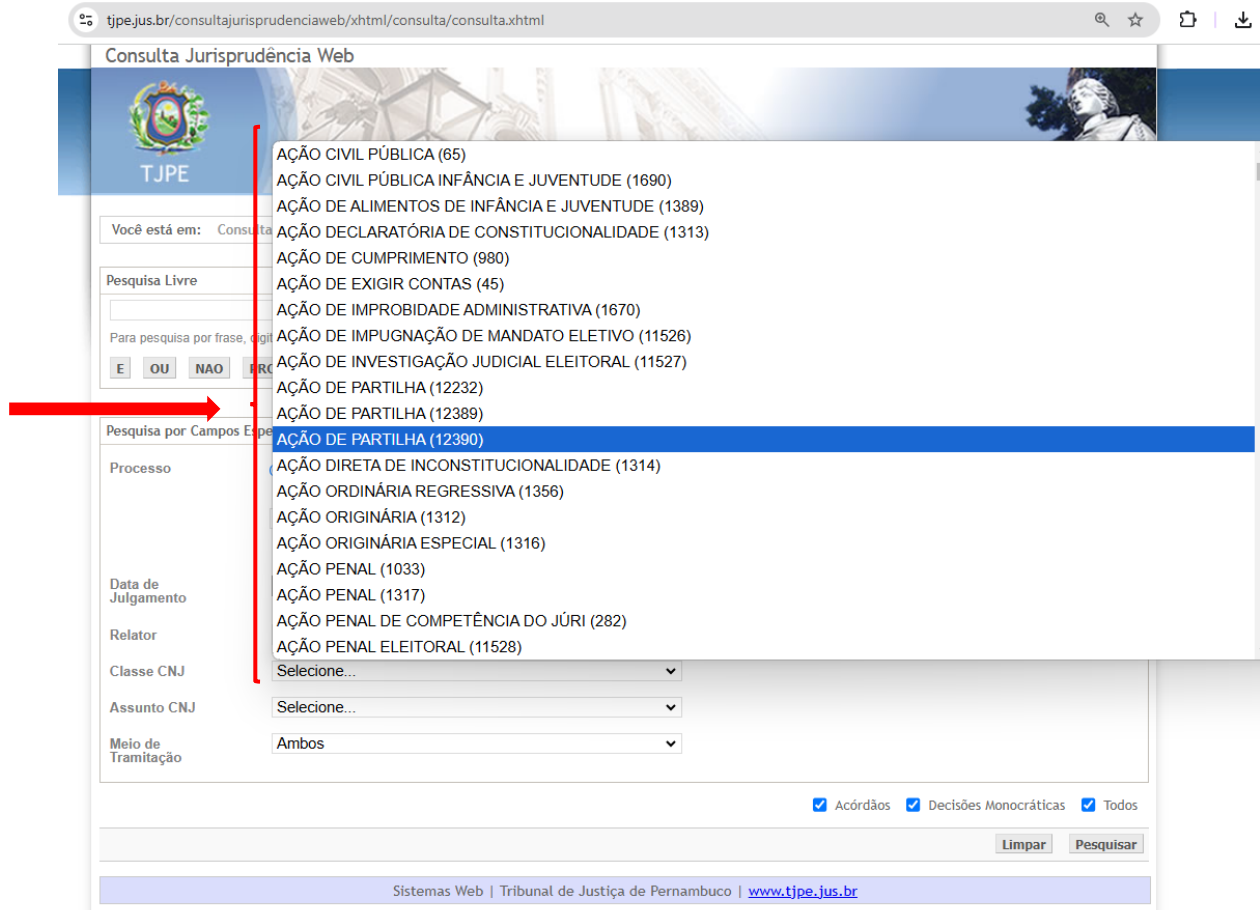 tjpe.jus.br/consultajurisprudenciaweb/xhtml/consulta/consulta.xhtml
Consulta Jurisprudência Web
TJPE
AÇÃO CIVIL PÚBLICA (65)
AÇÃO CIVIL PÚBLICA INFÂNCIA E JUVENTUDE (1690)
AÇÃO DE ALIMENTOS DE INFÂNCIA E JUVENTUDE (1389)
Você está em: Consulta
AÇÃO DECLARATÓRIA DE CONSTITUCIONALIDADE (1313)
AÇÃO DE CUMPRIMENTO (980)
Pesquisa Livre
AÇÃO DE EXIGIR CONTAS (45)
AÇÃO DE IMPROBIDADE ADMINISTRATIVA (1670)
Para pesquisa por frase,
AÇÃO DE IMPUGNAÇÃO DE MANDATO ELETIVO (11526)
E OU NAO
AÇÃO DE INVESTIGAÇÃO JUDICIAL ELEITORAL (11527)
AÇÃO DE PARTILHA (12232)
AÇÃO DE PARTILHA (12389)
Pesquisa por Campos
AÇÃO DE PARTILHA (12390)
Processo
AÇÃO DIRETA DE INCONSTITUCIONALIDADE (1314)
AÇÃO ORDINÁRIA REGRESSIVA (1356)
AÇÃO ORIGINÁRIA (1312)
AÇÃO ORIGINÁRIA ESPECIAL (1316)
AÇÃO PENAL (1033)
Data de
Julgamento
AÇÃO PENAL (1317)
AÇÃO PENAL DE COMPETÊNCIA DO JÚRI (282)
Relator
AÇÃO PENAL ELEITORAL (11528)
Classe CNJ Selecione...
Assunto CNJ Selecione...
Meio de
Tramitação Ambos
Acórdãos Decisões Monocráticas Todos
Limpar Pesquisar
Sistemas Web | Tribunal de Justiça de Pernambuco | www.tjpe.jus.br